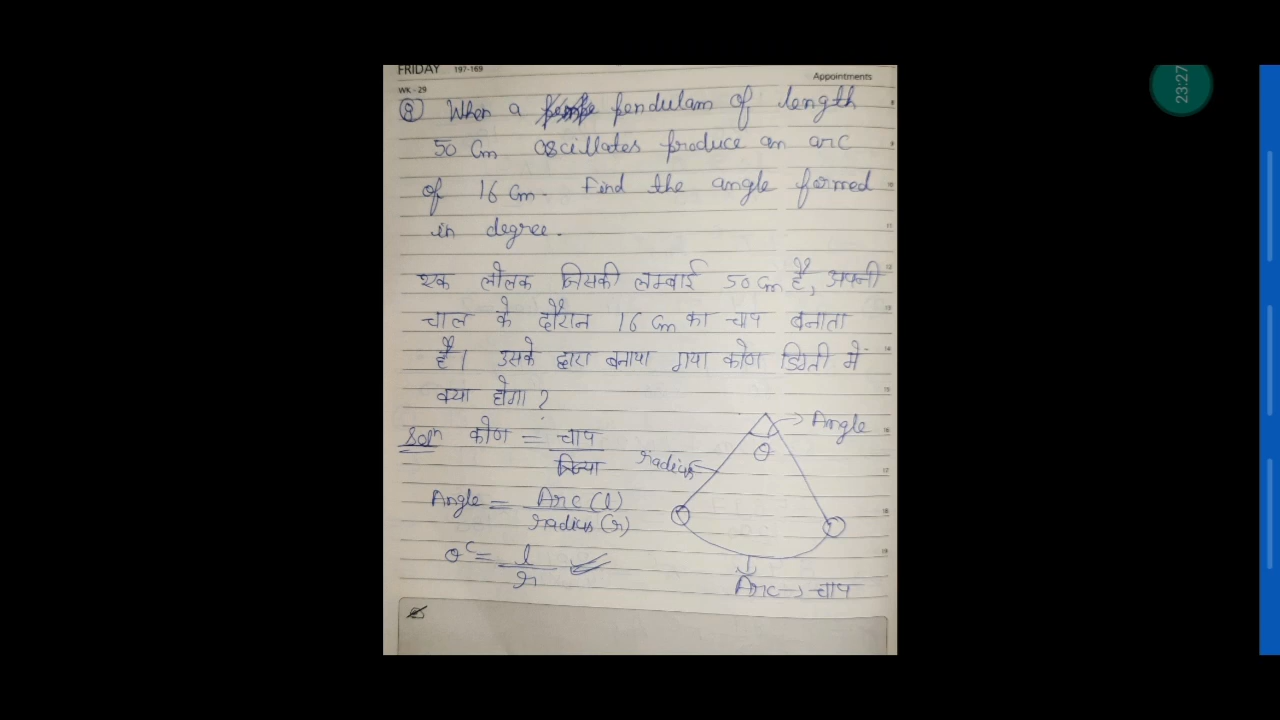 23:27
FRIDAY 197-169
Appointments
WK - 29
Q When a pendulam of length
50 Cm oscillates produce an arc
of 16 Cm. Find the angle formed
in degree.
एक लोलक जिसकी लम्बाई 50 Cm है, अपनी
चाल के दौरान 16 Cm का चाप बनाता
है। उसके द्वारा बनाया गया कोण डिग्री में
क्या होगा ?
Solⁿ कोण = चाप
त्रिज्या
Angle = Arc (l)
radius (r)
θᶜ = l
r
Angle
θ
radius
Arc → चाप